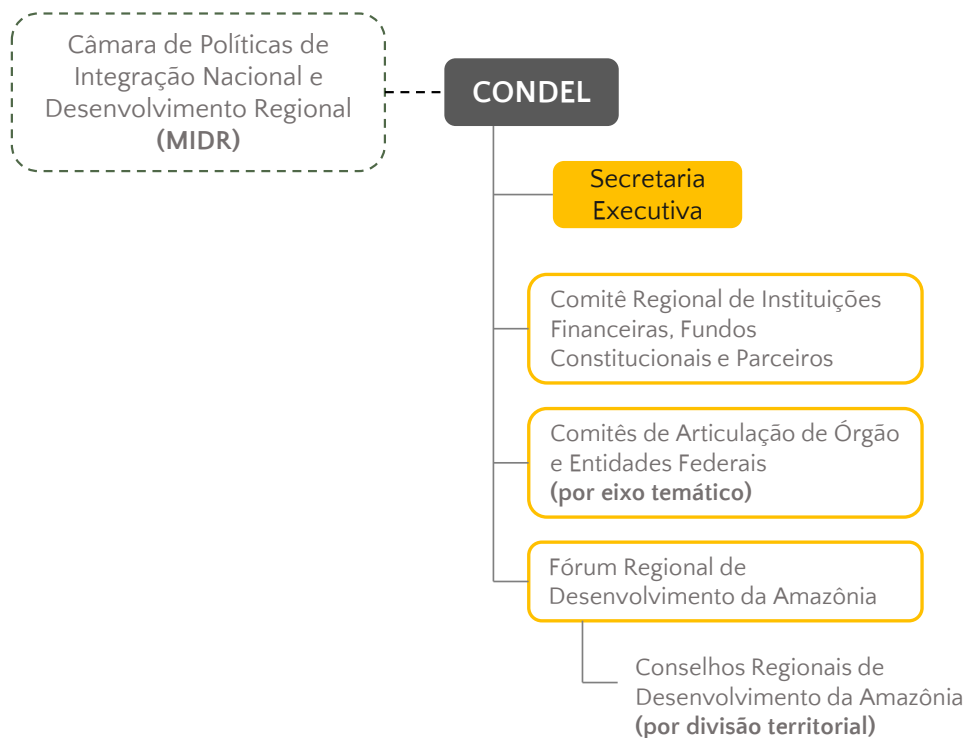 Câmara de Políticas de
Integração Nacional e
Desenvolvimento Regional
(MIDR)
CONDEL
Secretaria
Executiva
Comitê Regional de Instituições
Financeiras, Fundos
Constitucionais e Parceiros
Comitês de Articulação de Órgão
e Entidades Federais
(por eixo temático)
Fórum Regional de
Desenvolvimento da Amazônia
Conselhos Regionais de
Desenvolvimento da Amazônia
(por divisão territorial)